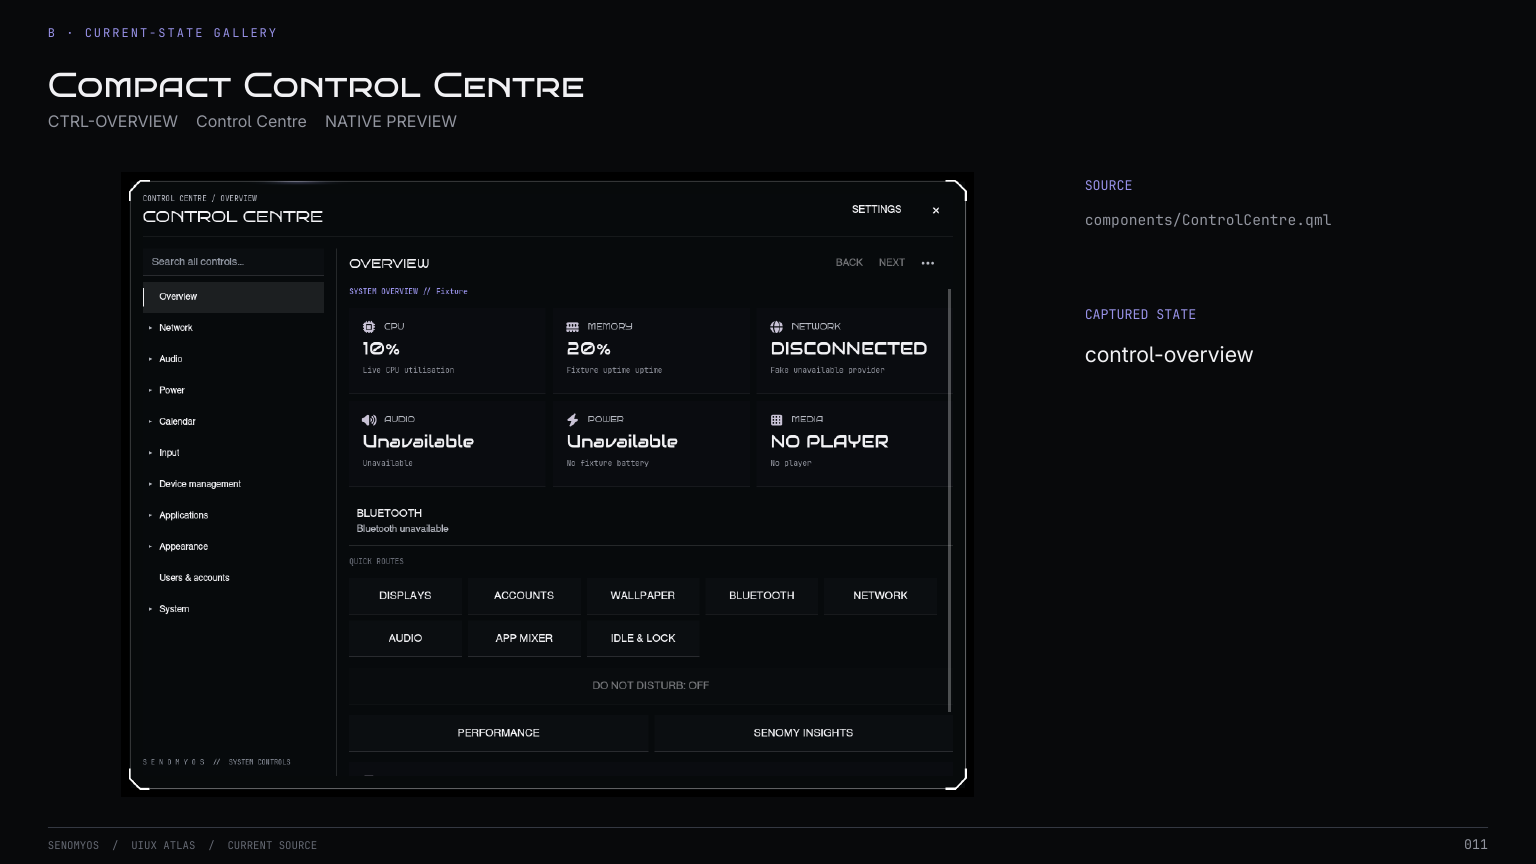 B · CURRENT-STATE GALLERY
COMPACT CONTROL CENTRE
CTRL-OVERVIEW Control Centre NATIVE PREVIEW
CONTROL CENTRE / OVERVIEW
CONTROL CENTRE
SETTINGS ×
Search all controls...
Overview
Network
Audio
Power
Calendar
Input
Device management
Applications
Appearance
Users & accounts
System
SENOMYOS // SYSTEM CONTROLS
OVERVIEW
BACK NEXT •••
SYSTEM OVERVIEW // Fixture
CPU
10%
Live CPU utilisation
MEMORY
20%
Fixture uptime uptime
NETWORK
DISCONNECTED
Fake unavailable provider
AUDIO
Unavailable
Unavailable
POWER
Unavailable
No fixture battery
MEDIA
NO PLAYER
No player
BLUETOOTH
Bluetooth unavailable
QUICK ROUTES
DISPLAYS ACCOUNTS WALLPAPER BLUETOOTH NETWORK
AUDIO APP MIXER IDLE & LOCK
DO NOT DISTURB: OFF
PERFORMANCE SENOMY INSIGHTS
SOURCE
components/ControlCentre.qml
CAPTURED STATE
control-overview
SENOMYOS / UIUX ATLAS / CURRENT SOURCE
011